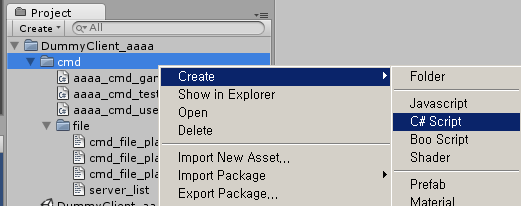 Project
Create
All
DummyClient_aaaa
cmd
aaaa_cmd_gar
aaaa_cmd_test
aaaa_cmd_use
file
cmd_file_pla
cmd_file_pla
cmd_file_pla
server_list
DummyClient_aaaa
Create
Show in Explorer
Open
Delete
Import New Asset...
Import Package
Export Package...
Folder
Javascript
C# Script
Boo Script
Shader
Prefab
Material